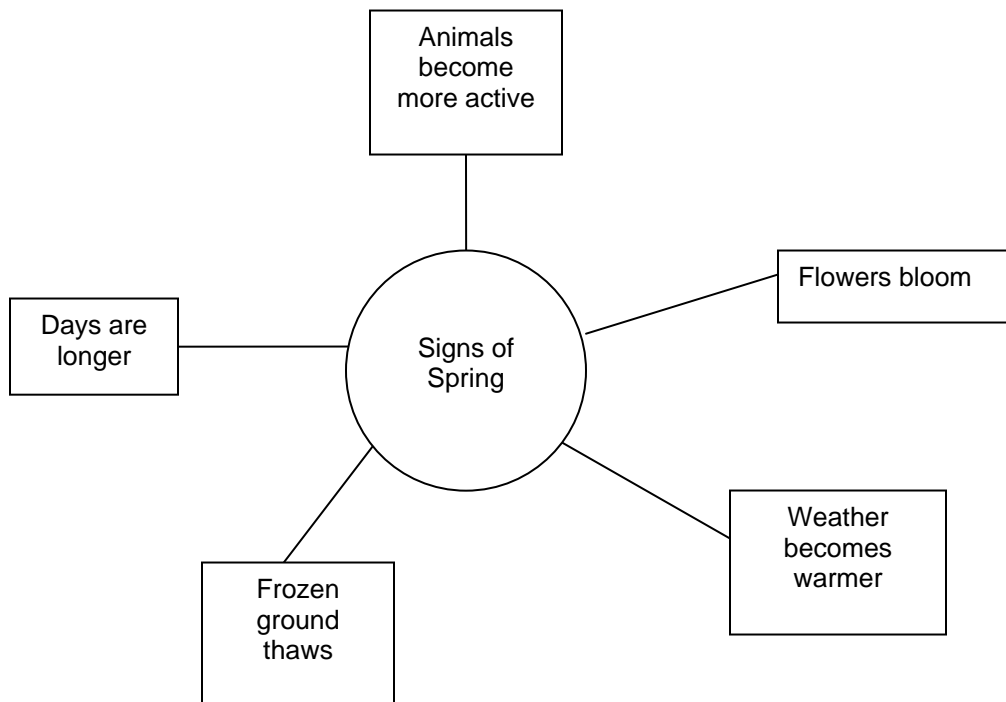 Animals
become
more active
Flowers bloom
Days are
longer
Signs of
Spring
Weather
becomes
warmer
Frozen
ground
thaws